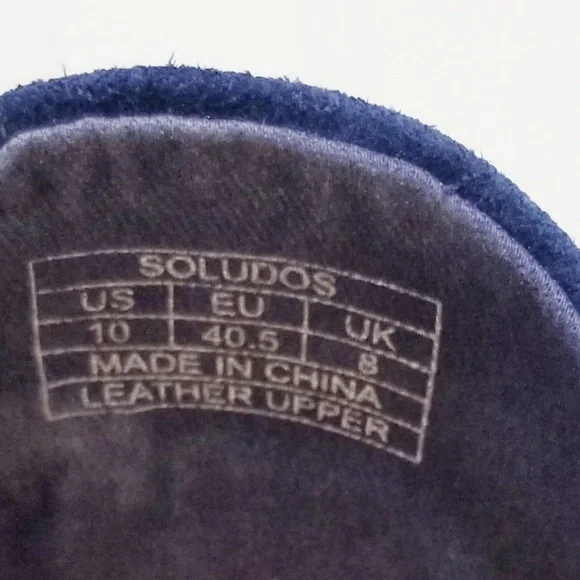 SOLUDOS
US EU UK
10 40.5 8
MADE IN CHINA
LEATHER UPPER